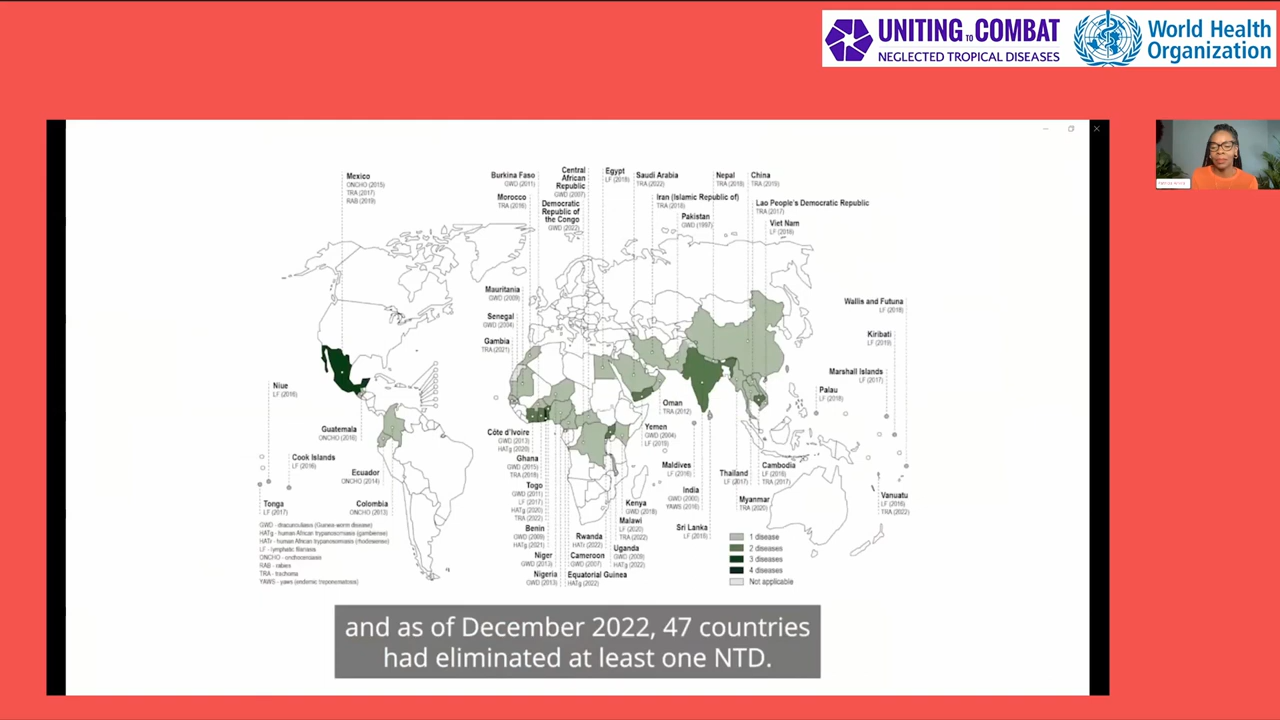 UNITING TO COMBAT
NEGLECTED TROPICAL DISEASES
World Health
Organization
Mexico
ONCHO (2015)
TRA (2017)
RAB (2019)
Burkina Faso
GWD (2011)
Morocco
TRA (2016)
Central
African
Republic
GWD (2007)
Democratic
Republic of
the Congo
GWD (2022)
Egypt
LF (2018)
Saudi Arabia
TRA (2022)
Iran (Islamic Republic of)
TRA (2018)
Pakistan
GWD (1997)
Nepal
TRA (2018)
China
TRA (2019)
Lao People's Democratic Republic
TRA (2017)
Viet Nam
LF (2018)
Mauritania
GWD (2009)
Senegal
GWD (2004)
Gambia
TRA (2021)
Wallis and Futuna
LF (2018)
Kiribati
LF (2019)
Marshall Islands
LF (2017)
Palau
LF (2018)
Niue
LF (2016)
Guatemala
ONCHO (2016)
Cook Islands
LF (2016)
Ecuador
ONCHO (2014)
Tonga
LF (2017)
Colombia
ONCHO (2013)
Côte d'Ivoire
GWD (2013)
HATg (2020)
Ghana
GWD (2015)
TRA (2018)
Togo
GWD (2011)
LF (2017)
HATg (2020)
TRA (2022)
Benin
GWD (2009)
HATg (2021)
Niger
GWD (2013)
Nigeria
GWD (2013)
Rwanda
HATr (2022)
Cameroon
GWD (2007)
Equatorial Guinea
HATg (2022)
Kenya
GWD (2018)
Malawi
LF (2020)
TRA (2022)
Uganda
GWD (2009)
HATg (2022)
Oman
TRA (2012)
Yemen
GWD (2004)
LF (2019)
Maldives
LF (2016)
India
GWD (2000)
YAWS (2016)
Sri Lanka
LF (2016)
Thailand
LF (2017)
Cambodia
LF (2016)
TRA (2017)
Myanmar
TRA (2020)
Vanuatu
LF (2016)
TRA (2022)
GWD - dracunculiasis (Guinea-worm disease)
HATg - human African trypanosomiasis (gambiense)
HATr - human African trypanosomiasis (rhodesiense)
LF - lymphatic filariasis
ONCHO - onchocerciasis
RAB - rabies
TRA - trachoma
YAWS - yaws (endemic treponematoses)
1 disease
2 diseases
3 diseases
4 diseases
Not applicable
and as of December 2022, 47 countries
had eliminated at least one NTD.